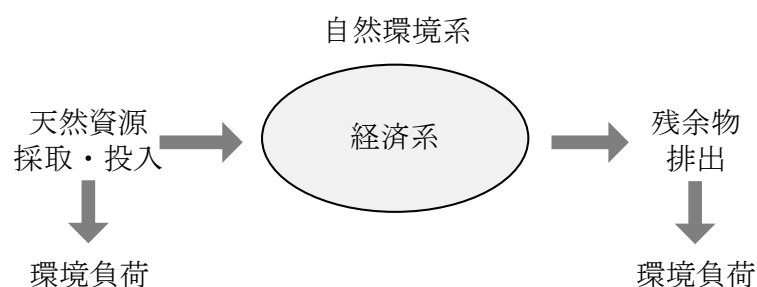 自然環境系
天然資源
採取・投入
経済系
残余物
排出
環境負荷
環境負荷